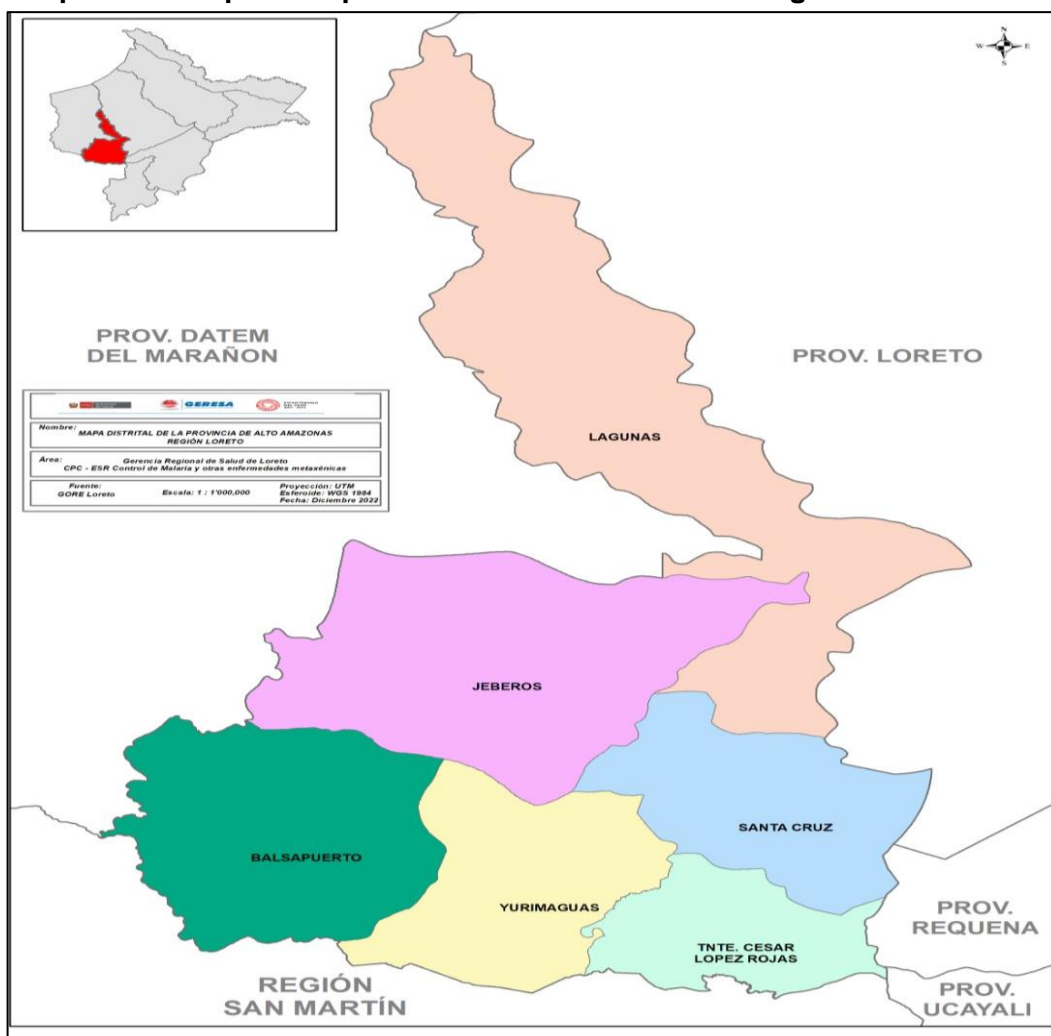 N
W E
S
PROV. DATEM
DEL MARAÑON
PROV. LORETO
GERESA
Nombre:
MAPA DISTRITAL DE LA PROVINCIA DE ALTO AMAZONAS
REGIÓN LORETO
Área: Gerencia Regional de Salud de Loreto
CPC - ESR Control de Malaria y otras enfermedades metaxénicas
Fuente:
GORE Loreto
Escala: 1 : 1'000,000
Proyección: UTM
Esferoide: WGS 1984
Fecha: Diciembre 2022
LAGUNAS
JEBEROS
SANTA CRUZ
BALSAPUERTO
YURIMAGUAS
TNTE. CESAR
LOPEZ ROJAS
PROV.
REQUENA
REGIÓN
SAN MARTÍN
PROV.
UCAYALI